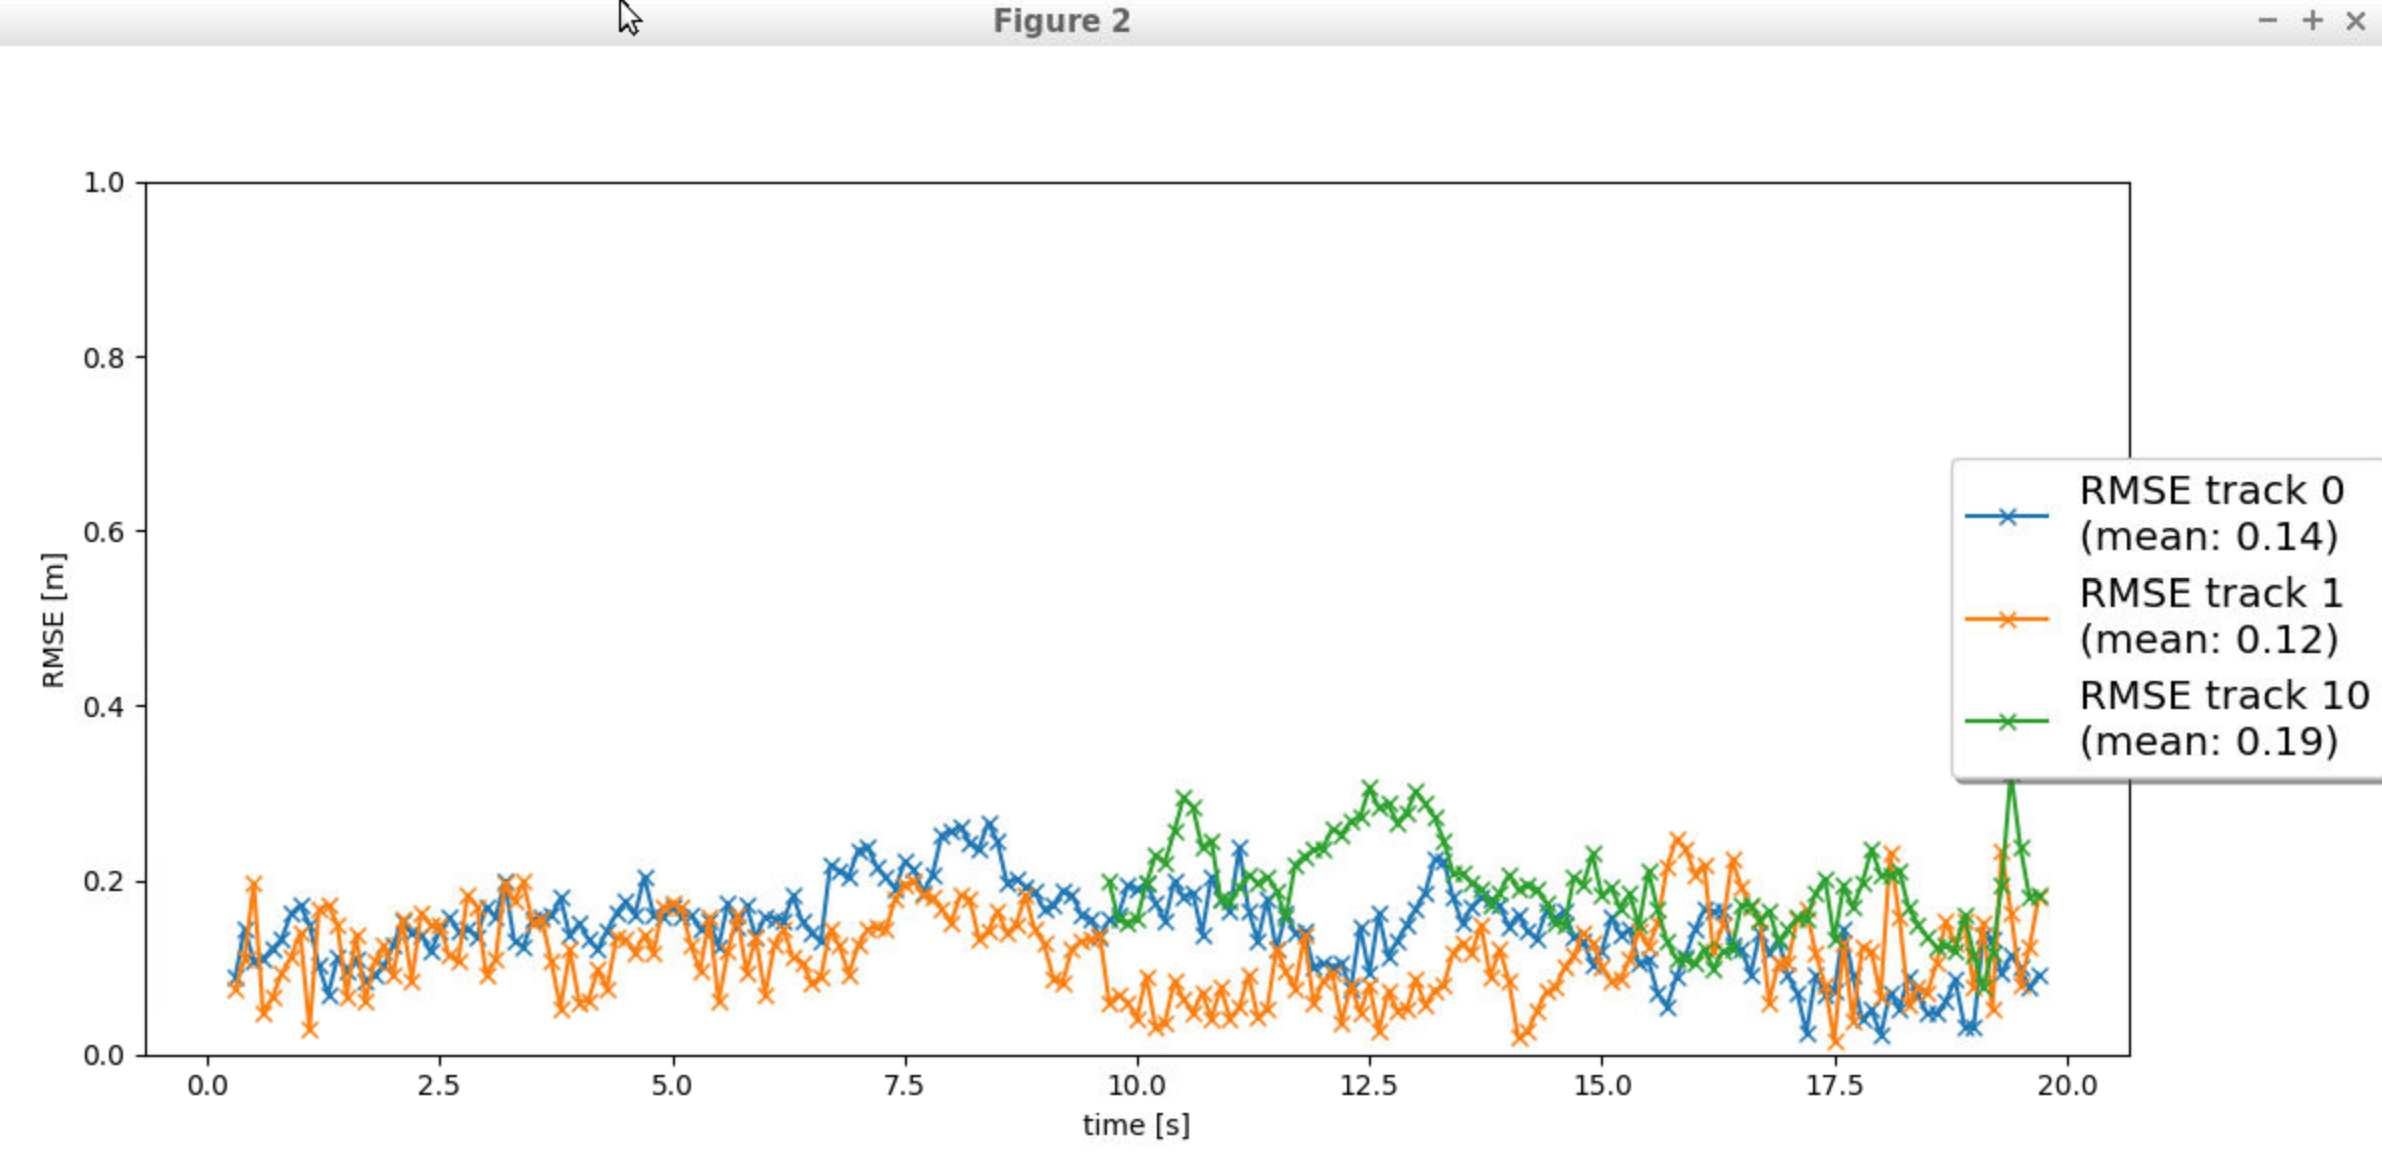 Figure 2
1.0
0.8
0.6
0.4
0.2
0.0
RMSE [m]
0.0 2.5 5.0 7.5 10.0 12.5 15.0 17.5 20.0
time [s]
RMSE track 0
(mean: 0.14)
RMSE track 1
(mean: 0.12)
RMSE track 10
(mean: 0.19)